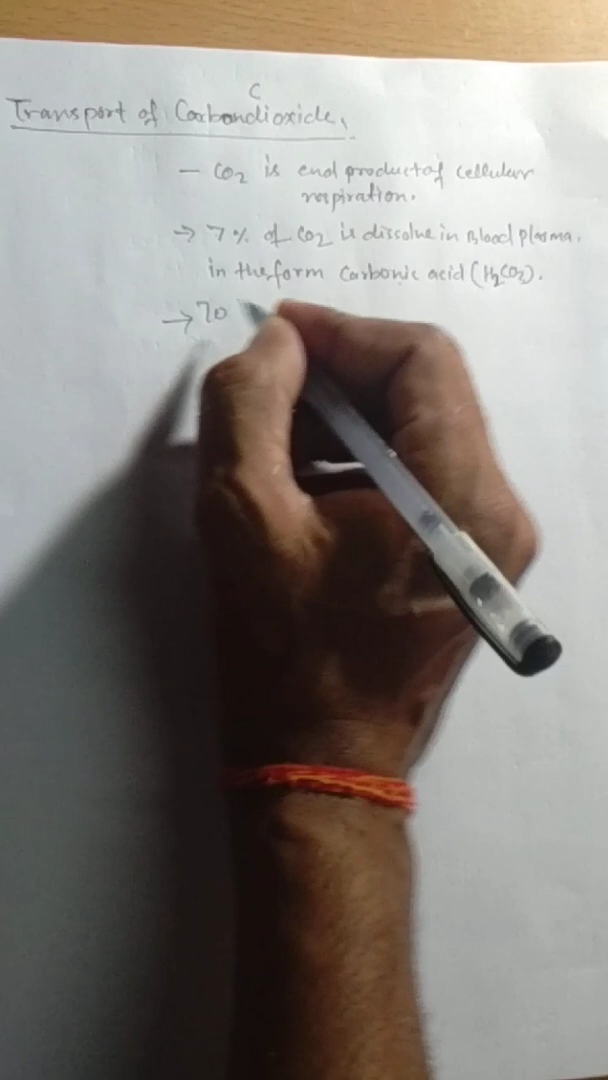 C
Transport of Carbondioxide,
– CO2 is end product of cellular
respiration.
→ 7% of CO2 is dissolve in Blood plasma.
in the form Carbonic acid (H2CO3).
→ 70